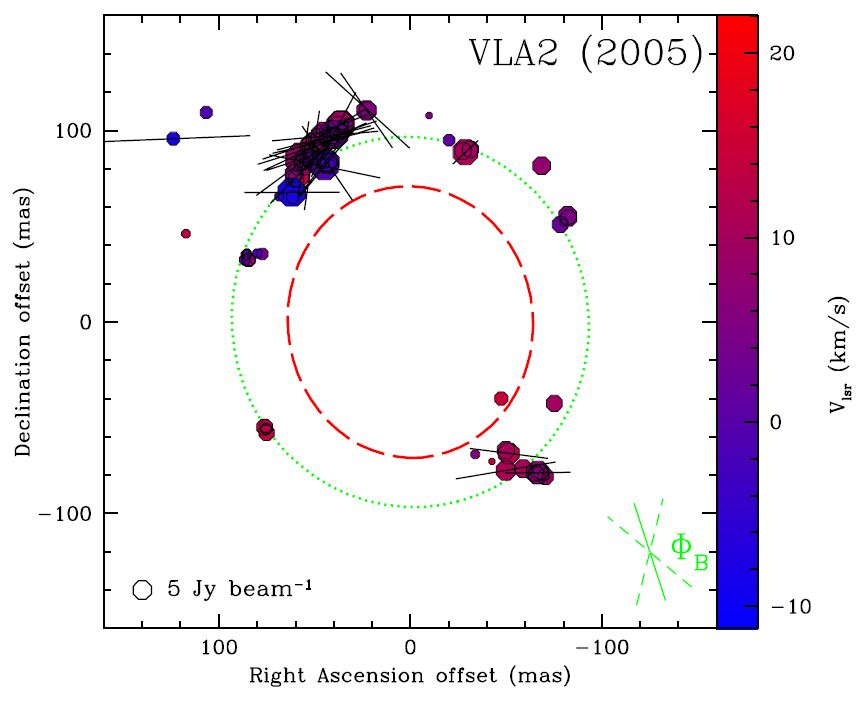 VLA2 (2005)
20
10
0
-10
V_lsr (km/s)
100
0
-100
Declination offset (mas)
Φ_B
5 Jy beam⁻¹
100 0 -100
Right Ascension offset (mas)